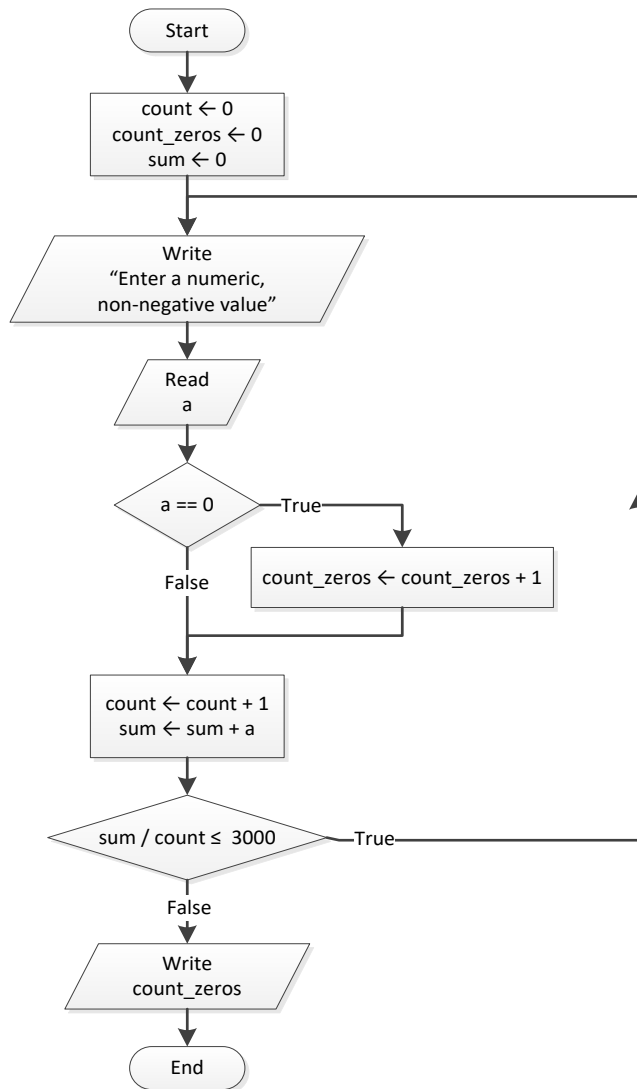 Start
count ← 0
count_zeros ← 0
sum ← 0
Write
“Enter a numeric,
non-negative value”
Read
a
a == 0
True
count_zeros ← count_zeros + 1
False
count ← count + 1
sum ← sum + a
sum / count ≤ 3000
True
False
Write
count_zeros
End